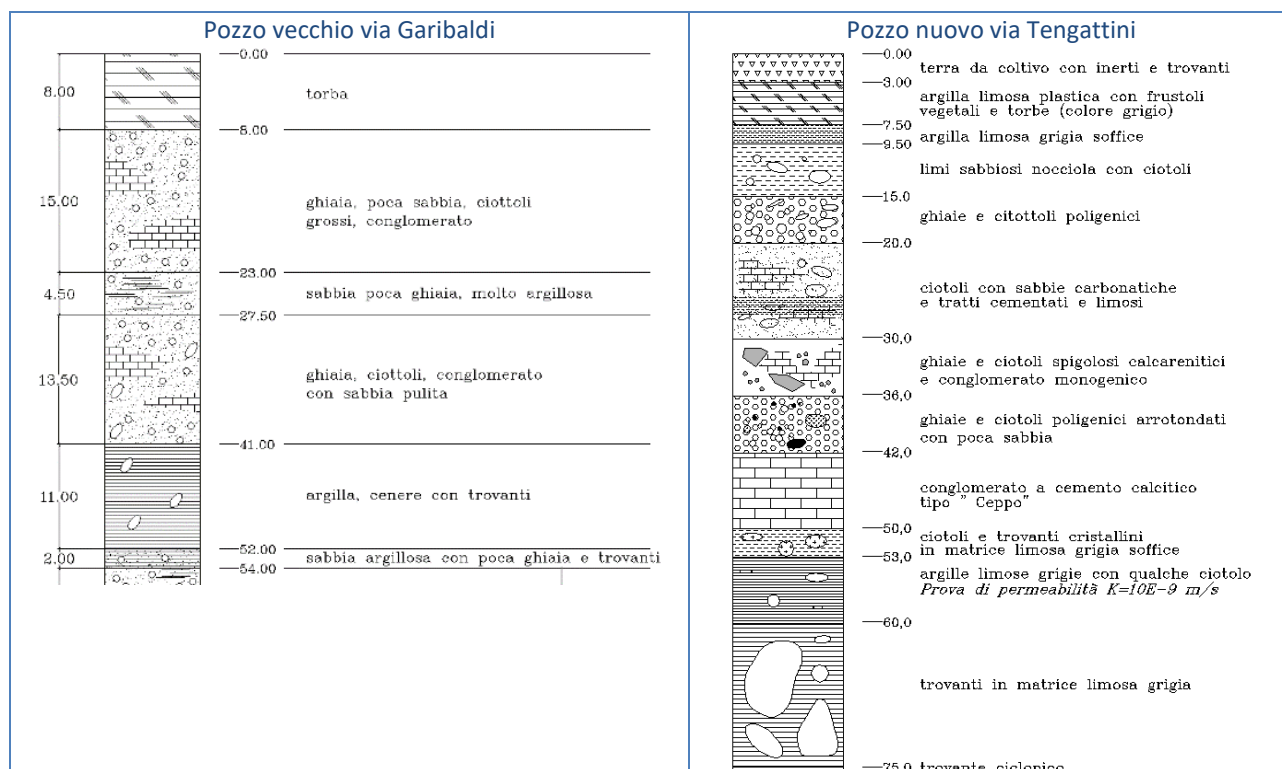 Pozzo vecchio via Garibaldi
0.00
8.00
torba
8.00
15.00
ghiaia, poca sabbia, ciottoli
grossi, conglomerato
23.00
4.50
sabbia poca ghiaia, molto argillosa
27.50
13.50
ghiaia, ciottoli, conglomerato
con sabbia pulita
41.00
11.00
argilla, cenere con trovanti
52.00
2.00
sabbia argillosa con poca ghiaia e trovanti
54.00
Pozzo nuovo via Tengattini
0.00
terra da coltivo con inerti e trovanti
3.00
argilla limosa plastica con frustoli
vegetali e torbe (colore grigio)
7.50
argilla limosa grigia soffice
9.50
limi sabbiosi nocciola con ciotoli
15.0
ghiaie e citottoli poligenici
20.0
ciotoli con sabbie carbonatiche
e tratti cementati e limosi
30,0
ghiaie e ciotoli spigolosi calcarenitici
e conglomerato monogenico
36,0
ghiaie e ciotoli poligenici arrotondati
con poca sabbia
42,0
conglomerato a cemento calcitico
tipo " Ceppo"
50,0
ciotoli e trovanti cristallini
in matrice limosa grigia soffice
53,0
argille limose grigie con qualche ciotolo
Prova di permeabilità K=10E-9 m/s
60,0
trovanti in matrice limosa grigia
75,0 trovante ciclopico